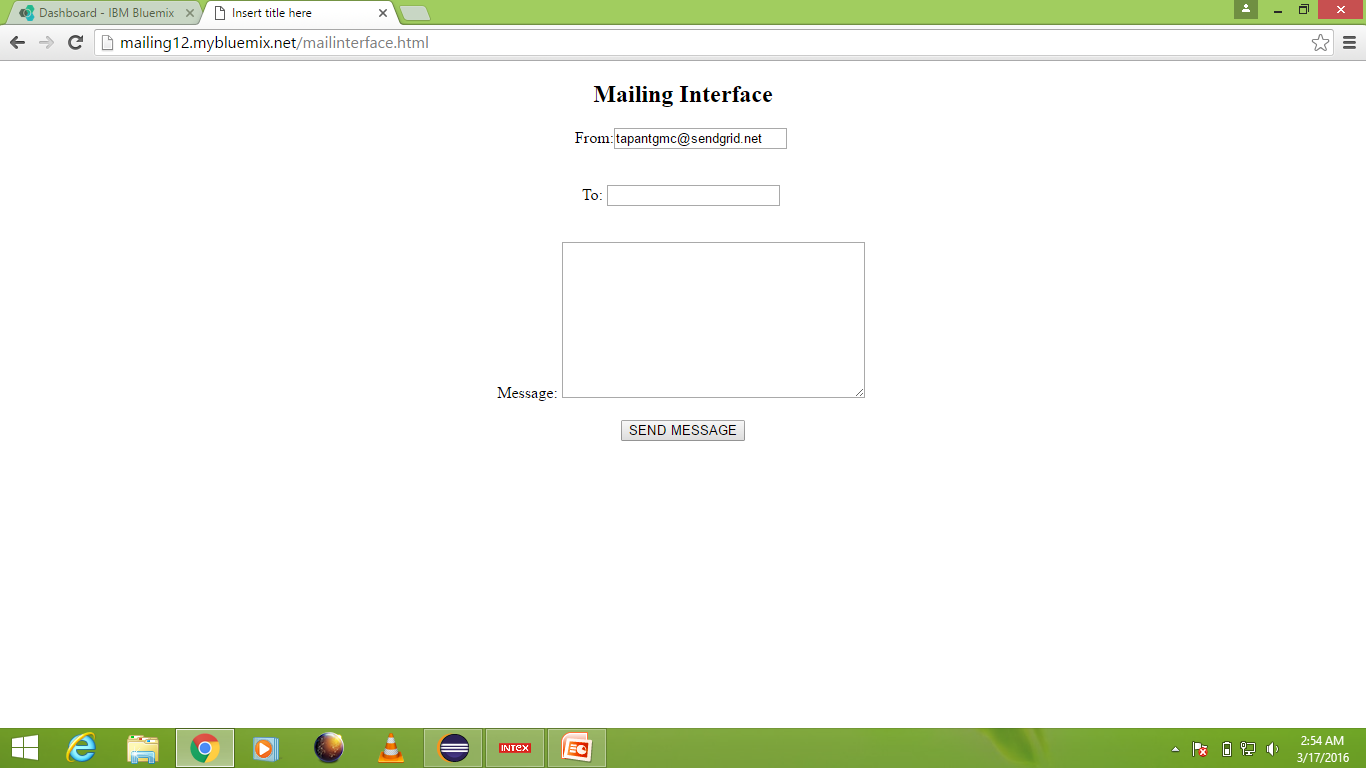 Dashboard - IBM Bluemix
Insert title here
mailing12.mybluemix.net/mailinterface.html
Mailing Interface
From: tapantgmc@sendgrid.net
To:
Message:
SEND MESSAGE
INTEX
2:54 AM
3/17/2016